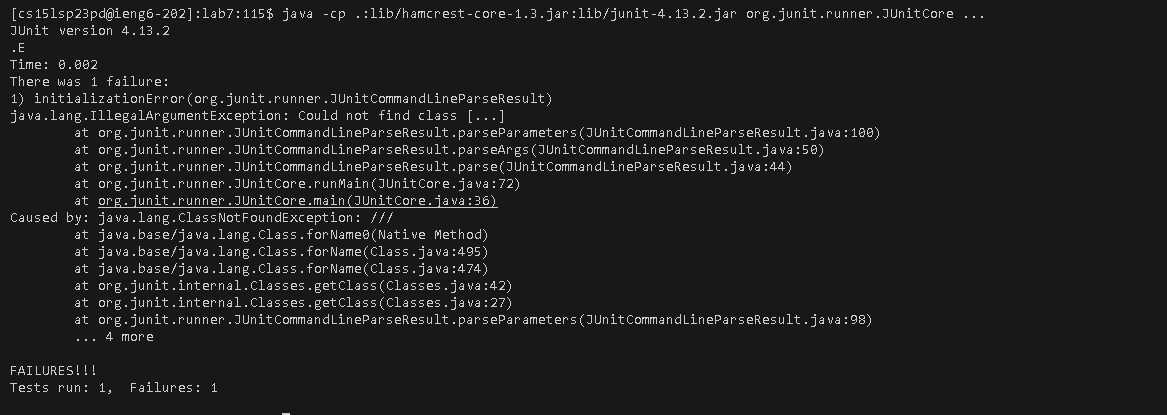 [cs15lsp23pd@ieng6-202]:lab7:115$ java -cp .:lib/hamcrest-core-1.3.jar:lib/junit-4.13.2.jar org.junit.runner.JUnitCore ...
JUnit version 4.13.2
.E
Time: 0.002
There was 1 failure:
1) initializationError(org.junit.runner.JUnitCommandLineParseResult)
java.lang.IllegalArgumentException: Could not find class [...]
        at org.junit.runner.JUnitCommandLineParseResult.parseParameters(JUnitCommandLineParseResult.java:100)
        at org.junit.runner.JUnitCommandLineParseResult.parseArgs(JUnitCommandLineParseResult.java:50)
        at org.junit.runner.JUnitCommandLineParseResult.parse(JUnitCommandLineParseResult.java:44)
        at org.junit.runner.JUnitCore.runMain(JUnitCore.java:72)
        at org.junit.runner.JUnitCore.main(JUnitCore.java:36)
Caused by: java.lang.ClassNotFoundException: ///
        at java.base/java.lang.Class.forName0(Native Method)
        at java.base/java.lang.Class.forName(Class.java:495)
        at java.base/java.lang.Class.forName(Class.java:474)
        at org.junit.internal.Classes.getClass(Classes.java:42)
        at org.junit.internal.Classes.getClass(Classes.java:27)
        at org.junit.runner.JUnitCommandLineParseResult.parseParameters(JUnitCommandLineParseResult.java:98)
        ... 4 more
FAILURES!!!
Tests run: 1,  Failures: 1